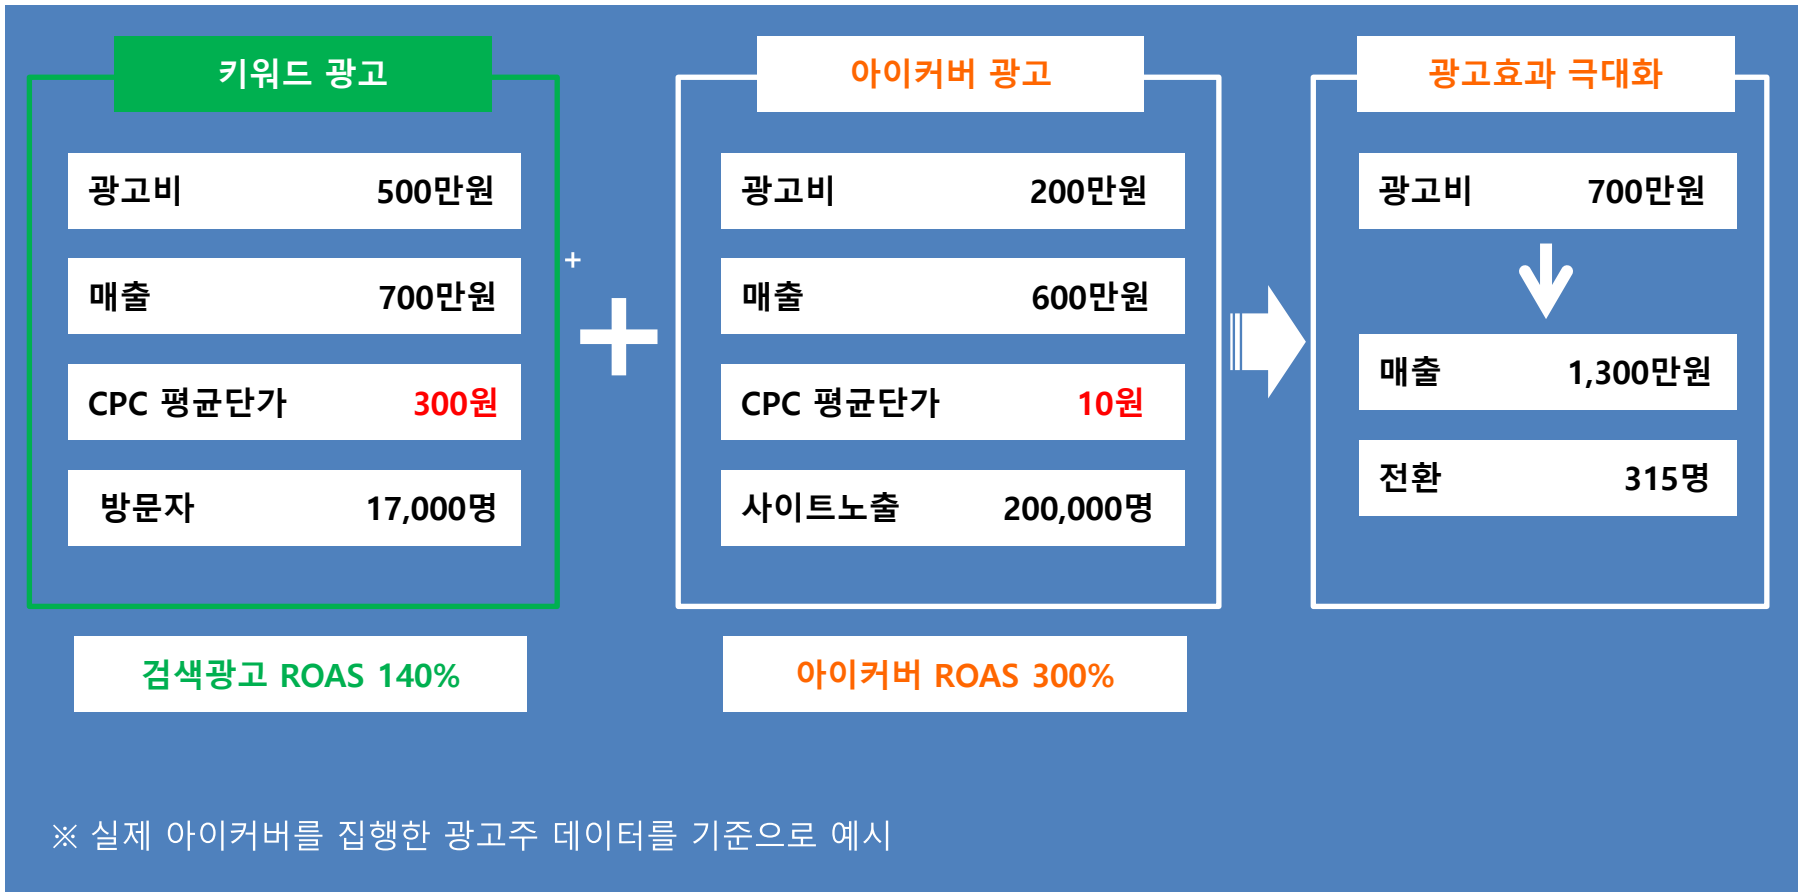 키워드 광고
광고비 500만원
매출 700만원
CPC 평균단가 300원
방문자 17,000명
검색광고 ROAS 140%
+
아이커버 광고
광고비 200만원
매출 600만원
CPC 평균단가 10원
사이트노출 200,000명
아이커버 ROAS 300%
광고효과 극대화
광고비 700만원
매출 1,300만원
전환 315명
※ 실제 아이커버를 집행한 광고주 데이터를 기준으로 예시